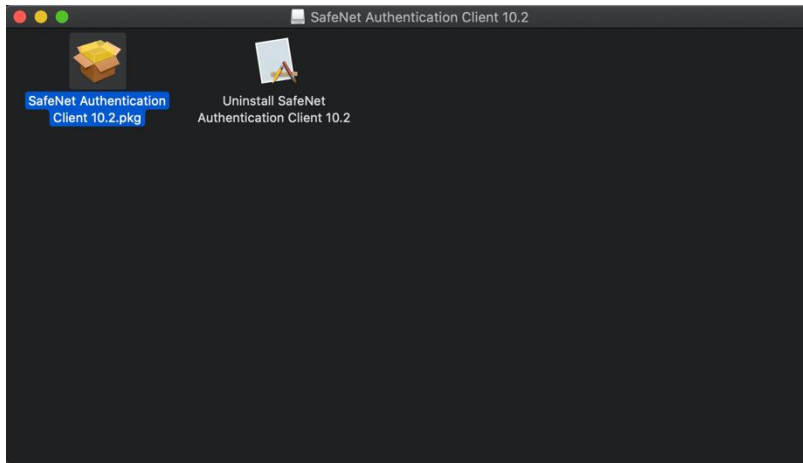 SafeNet Authentication Client 10.2
SafeNet Authentication
Client 10.2.pkg
Uninstall SafeNet
Authentication Client 10.2